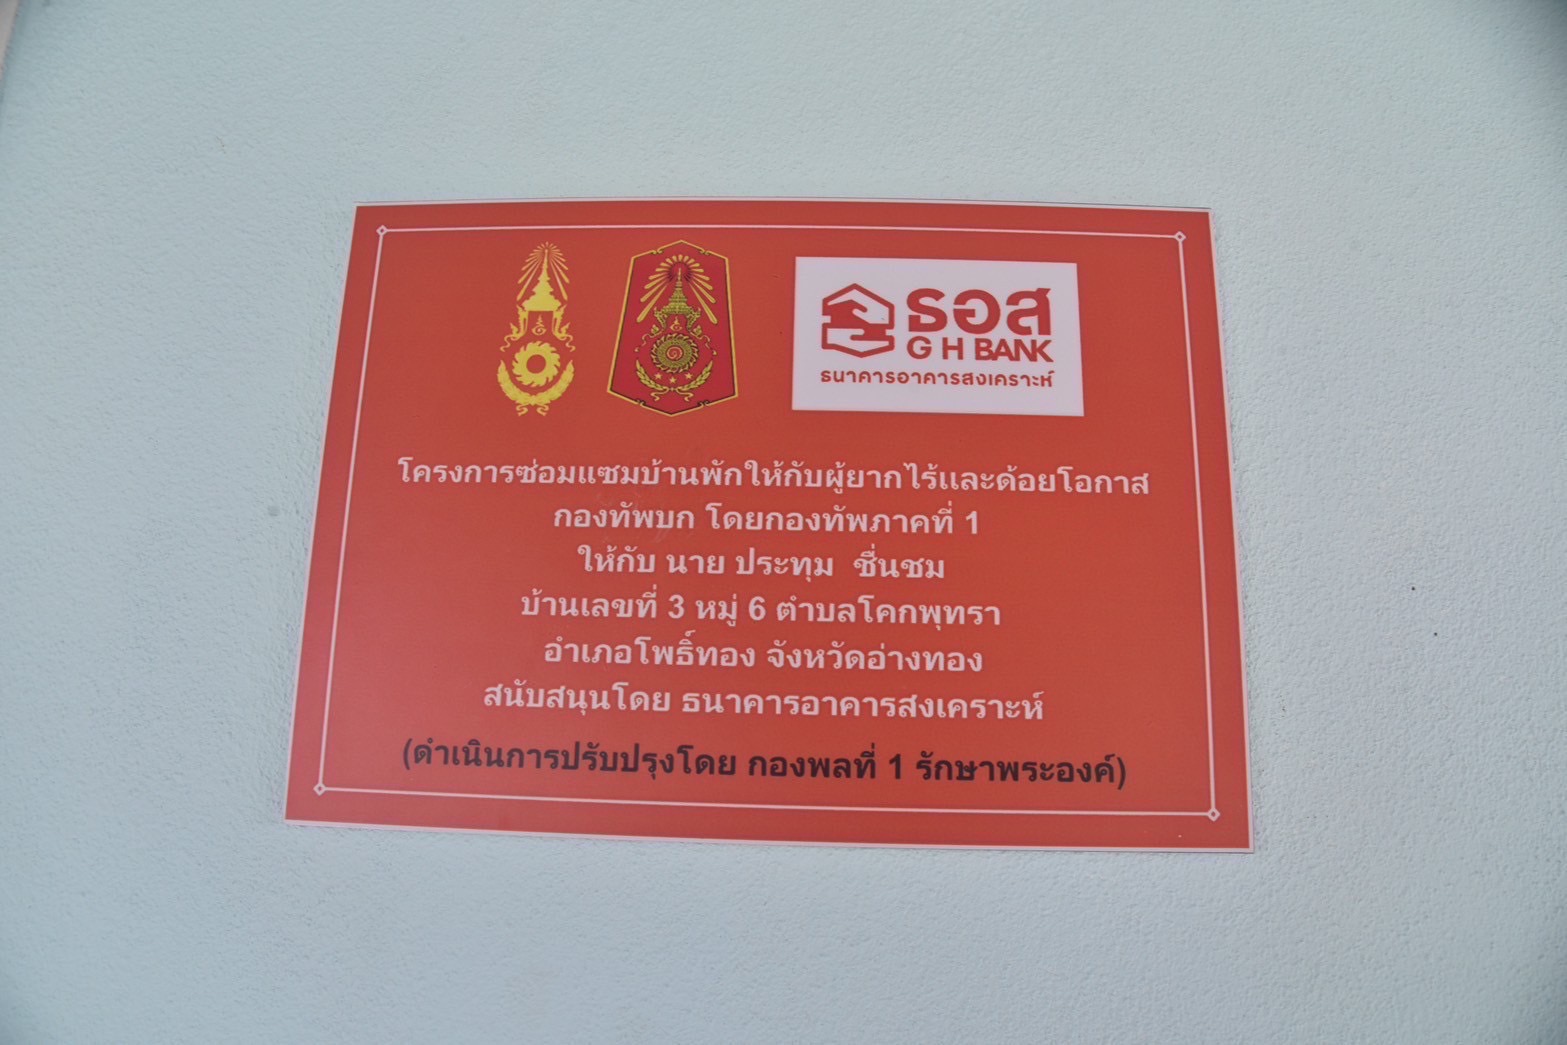 ธอส
G H BANK
ธนาคารอาคารสงเคราะห์
โครงการซ่อมแซมบ้านพักให้กับผู้ยากไร้และด้อยโอกาส
กองทัพบก โดยกองทัพภาคที่ 1
ให้กับ นาย ประทุม ชื่นชม
บ้านเลขที่ 3 หมู่ 6 ตำบลโคกพุทรา
อำเภอโพธิ์ทอง จังหวัดอ่างทอง
สนับสนุนโดย ธนาคารอาคารสงเคราะห์
(ดำเนินการปรับปรุงโดย กองพลที่ 1 รักษาพระองค์)